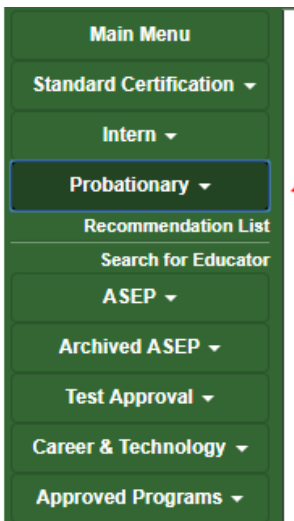 Main Menu
Standard Certification
Intern
Probationary
Recommendation List
Search for Educator
ASEP
Archived ASEP
Test Approval
Career & Technology
Approved Programs